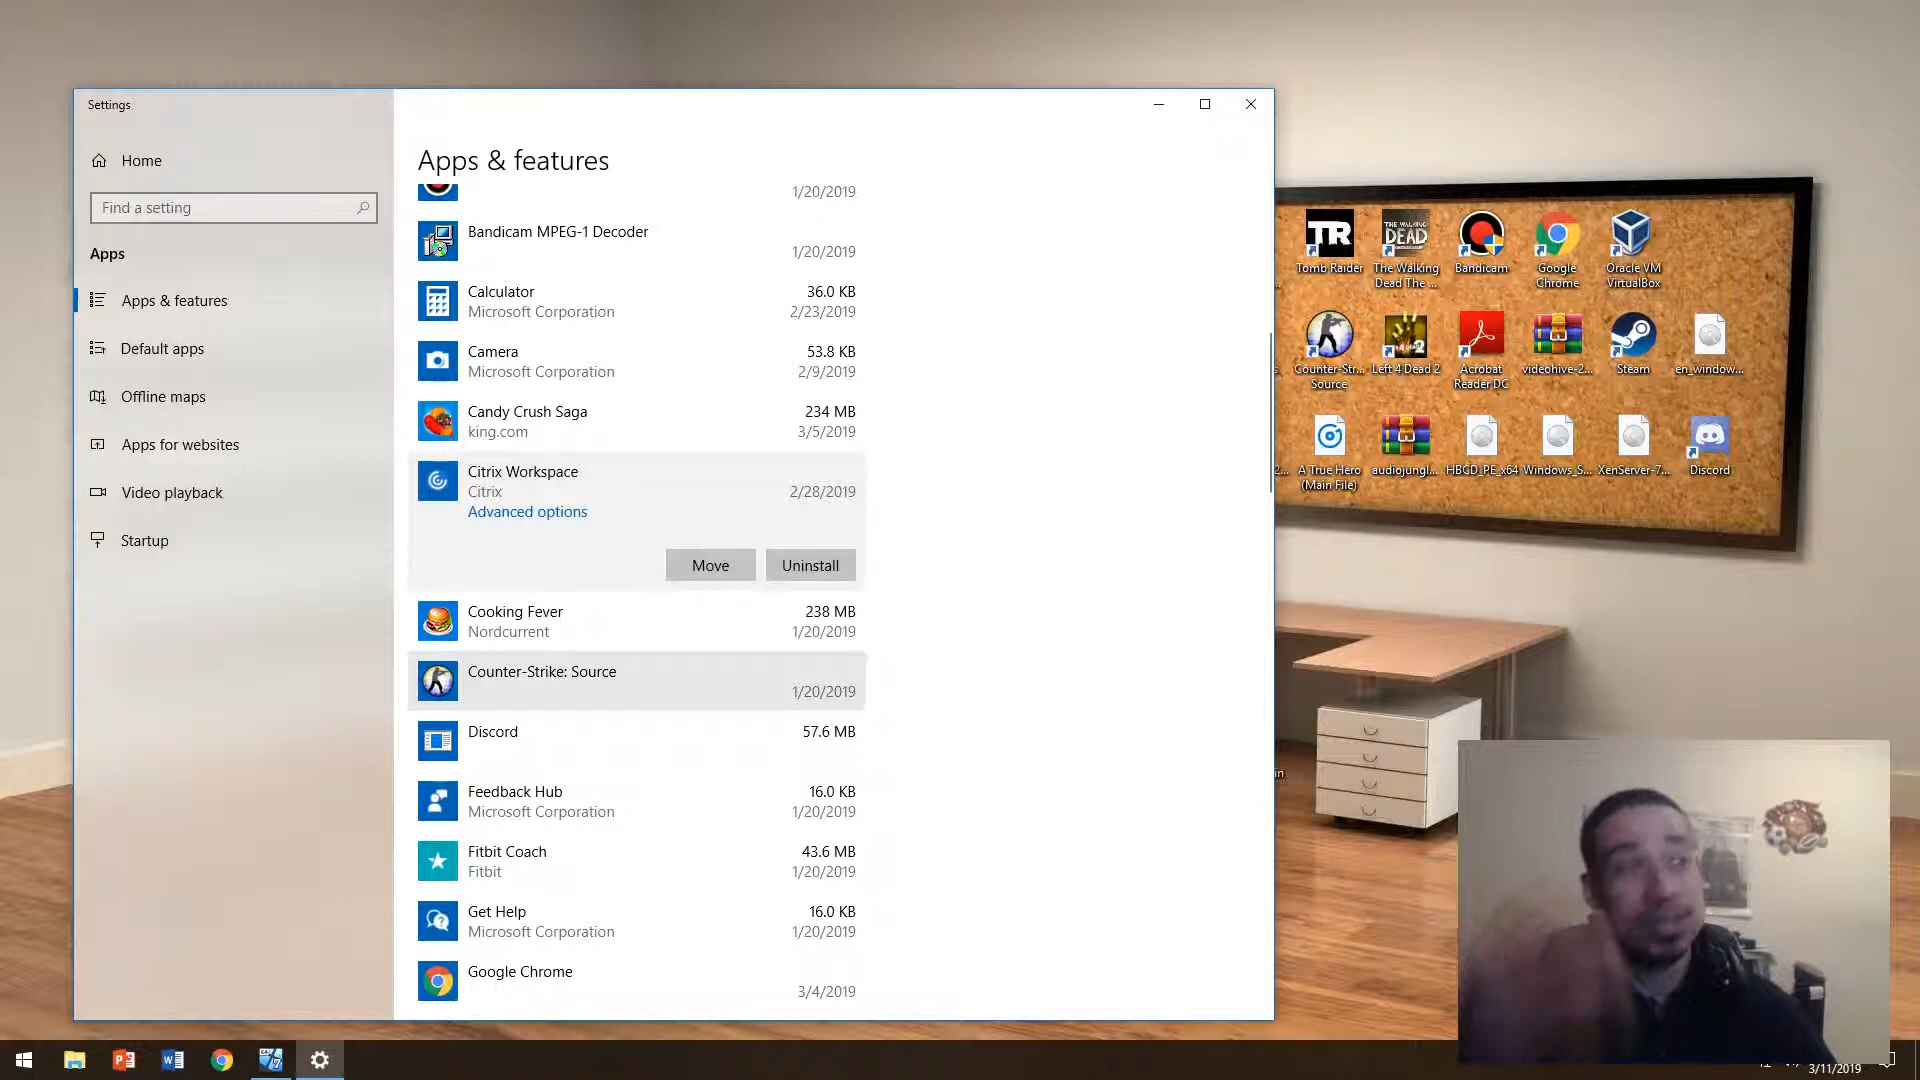 Settings
Home
Find a setting
Apps
Apps & features
Default apps
Offline maps
Apps for websites
Video playback
Startup
Apps & features
1/20/2019
Bandicam MPEG-1 Decoder
1/20/2019
Calculator
36.0 KB
Microsoft Corporation
2/23/2019
Camera
53.8 KB
Microsoft Corporation
2/9/2019
Candy Crush Saga
234 MB
king.com
3/5/2019
Citrix Workspace
Citrix
2/28/2019
Advanced options
Move
Uninstall
Cooking Fever
238 MB
Nordcurrent
1/20/2019
Counter-Strike: Source
1/20/2019
Discord
57.6 MB
Feedback Hub
16.0 KB
Microsoft Corporation
1/20/2019
Fitbit Coach
43.6 MB
Fitbit
1/20/2019
Get Help
16.0 KB
Microsoft Corporation
1/20/2019
Google Chrome
3/4/2019
TR
THE WALKING
DEAD
Tomb Raider
The Walking
Dead The ...
Bandicam
Google
Chrome
Oracle VM
VirtualBox
Counter-Str...
Source
Left 4 Dead 2
Acrobat
Reader DC
videohive-2...
Steam
en_window...
A True Hero
(Main File)
audiojungl...
HBCD_PE_x64
Windows_S...
XenServer-7...
Discord
3/11/2019